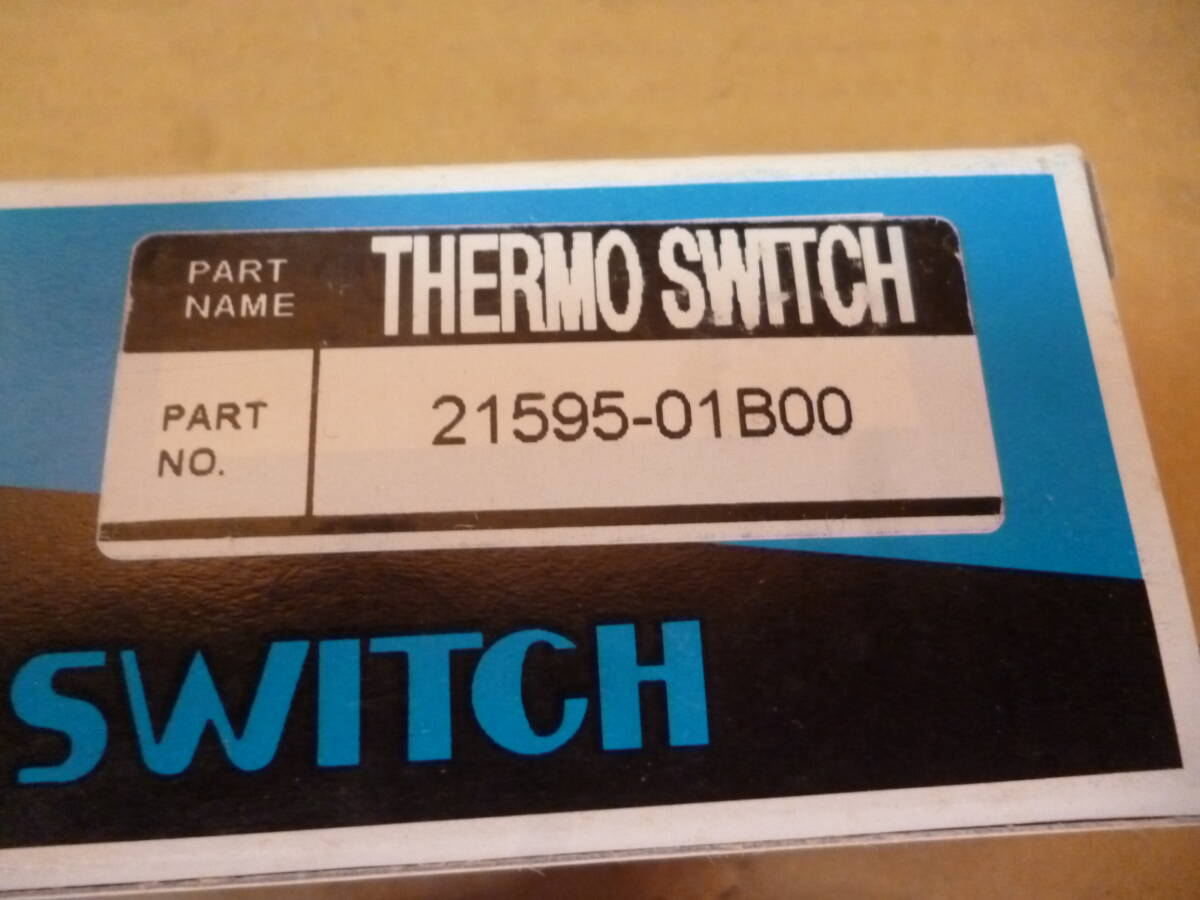 PART NAME
THERMO SWITCH
PART NO.
21595-01B00
SWITCH